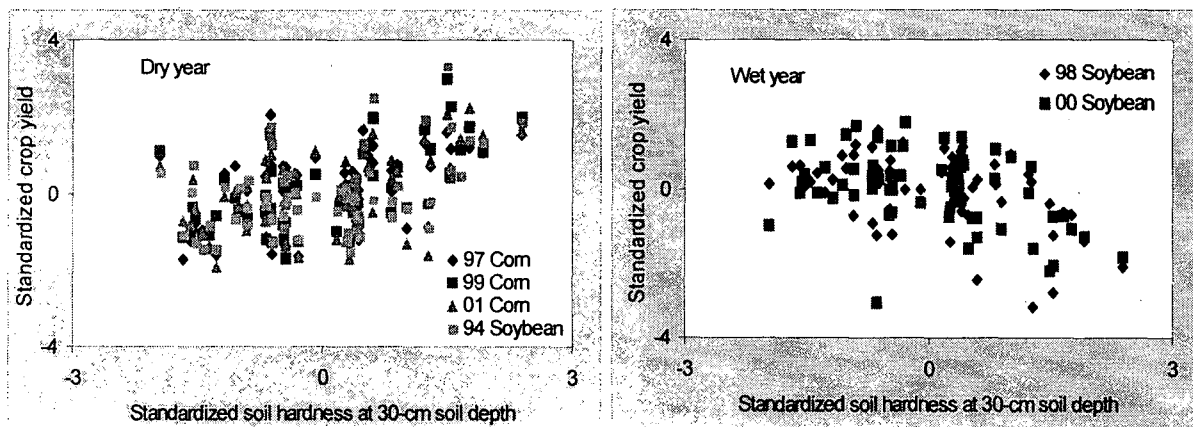 4
Dry year
Standardized crop yield
0
97 Corn
99 Corn
01 Corn
94 Soybean
-4
-3
0
3
Standardized soil hardness at 30-cm soil depth
4
Wet year
98 Soybean
00 Soybean
Standardized crop yield
0
-4
-3
0
3
Standardized soil hardness at 30-cm soil depth